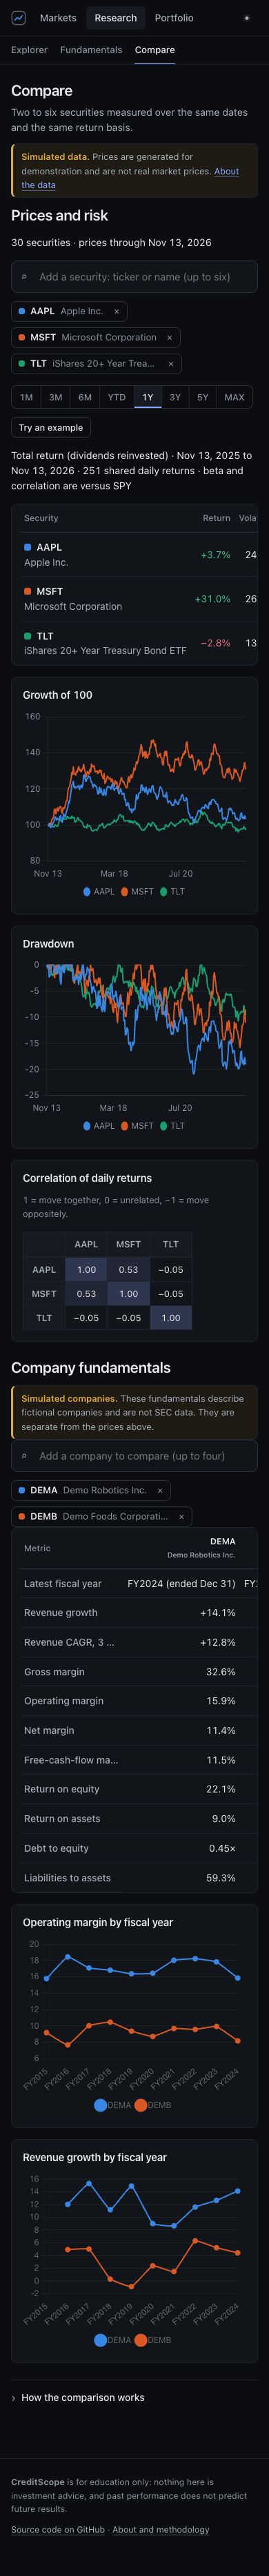 Markets Research Portfolio
Explorer Fundamentals Compare
Compare
Two to six securities measured over the same dates
and the same return basis.
Simulated data. Prices are generated for
demonstration and are not real market prices. About
the data
Prices and risk
30 securities · prices through Nov 13, 2026
Add a security: ticker or name (up to six)
AAPL Apple Inc. ×
MSFT Microsoft Corporation ×
TLT iShares 20+ Year Trea... ×
1M 3M 6M YTD 1Y 3Y 5Y MAX
Try an example
Total return (dividends reinvested) · Nov 13, 2025 to
Nov 13, 2026 · 251 shared daily returns · beta and
correlation are versus SPY
Security Return Vola
AAPL
Apple Inc. +3.7% 24
MSFT
Microsoft Corporation +31.0% 26
TLT
iShares 20+ Year Treasury Bond ETF −2.8% 13
Growth of 100
160
140
120
100
80
Nov 13 Mar 18 Jul 20
AAPL MSFT TLT
Drawdown
0
-5
-10
-15
-20
-25
Nov 13 Mar 18 Jul 20
AAPL MSFT TLT
Correlation of daily returns
1 = move together, 0 = unrelated, −1 = move
oppositely.
AAPL MSFT TLT
AAPL 1.00 0.53 −0.05
MSFT 0.53 1.00 −0.05
TLT −0.05 −0.05 1.00
Company fundamentals
Simulated companies. These fundamentals describe
fictional companies and are not SEC data. They are
separate from the prices above.
Add a company to compare (up to four)
DEMA Demo Robotics Inc. ×
DEMB Demo Foods Corporati... ×
Metric DEMA
Demo Robotics Inc.
Latest fiscal year FY2024 (ended Dec 31) FY2
Revenue growth +14.1%
Revenue CAGR, 3 ... +12.8%
Gross margin 32.6%
Operating margin 15.9%
Net margin 11.4%
Free-cash-flow ma... 11.5%
Return on equity 22.1%
Return on assets 9.0%
Debt to equity 0.45×
Liabilities to assets 59.3%
Operating margin by fiscal year
20
18
16
14
12
10
8
6
FY2015 FY2016 FY2017 FY2018 FY2019 FY2020 FY2021 FY2022 FY2023 FY2024
DEMA DEMB
Revenue growth by fiscal year
16
14
12
10
8
6
4
2
0
-2
FY2015 FY2016 FY2017 FY2018 FY2019 FY2020 FY2021 FY2022 FY2023 FY2024
DEMA DEMB
› How the comparison works
CreditScope is for education only: nothing here is
investment advice, and past performance does not predict
future results.
Source code on GitHub · About and methodology